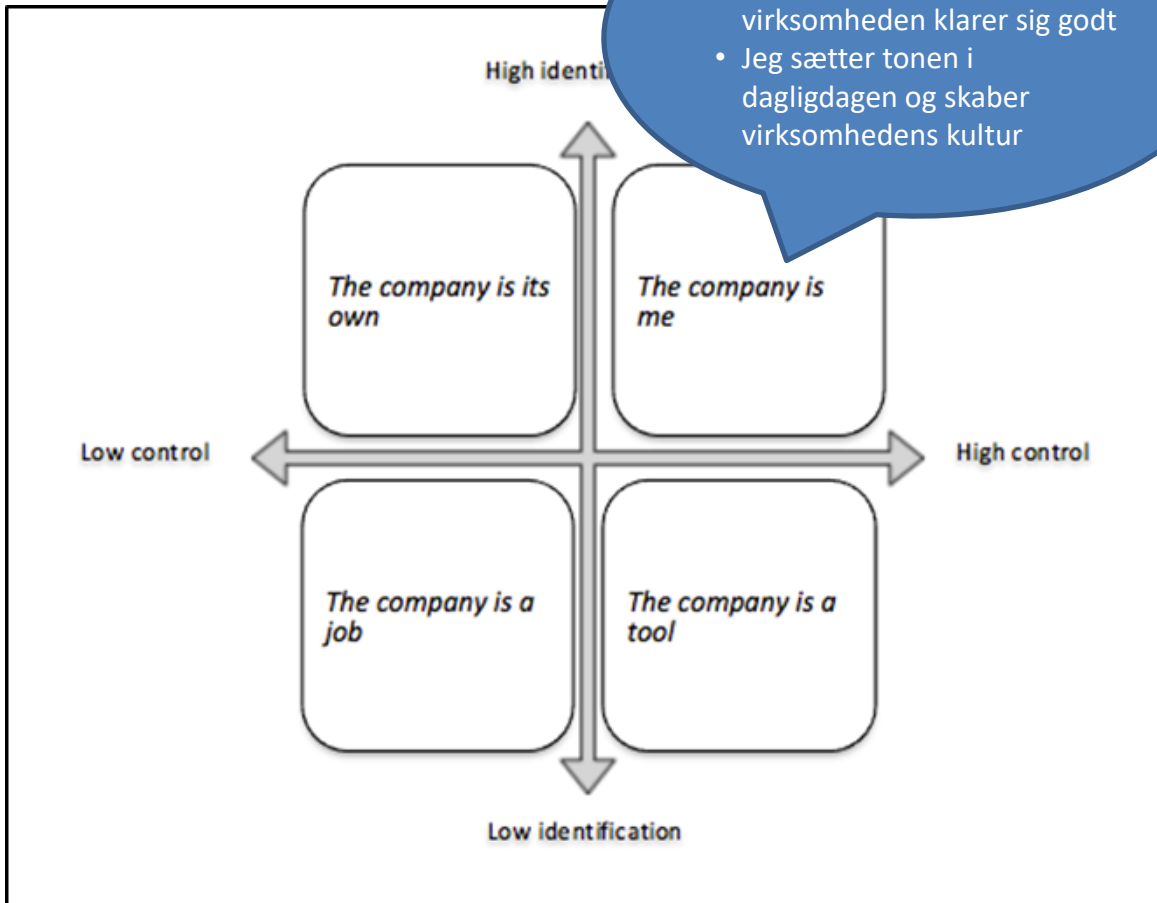 virksomheden klarer sig godt
• Jeg sætter tonen i
dagligdagen og skaber
virksomhedens kultur
High
The company is its
own
The company is
me
Low control
High control
The company is a
job
The company is a
tool
Low identification